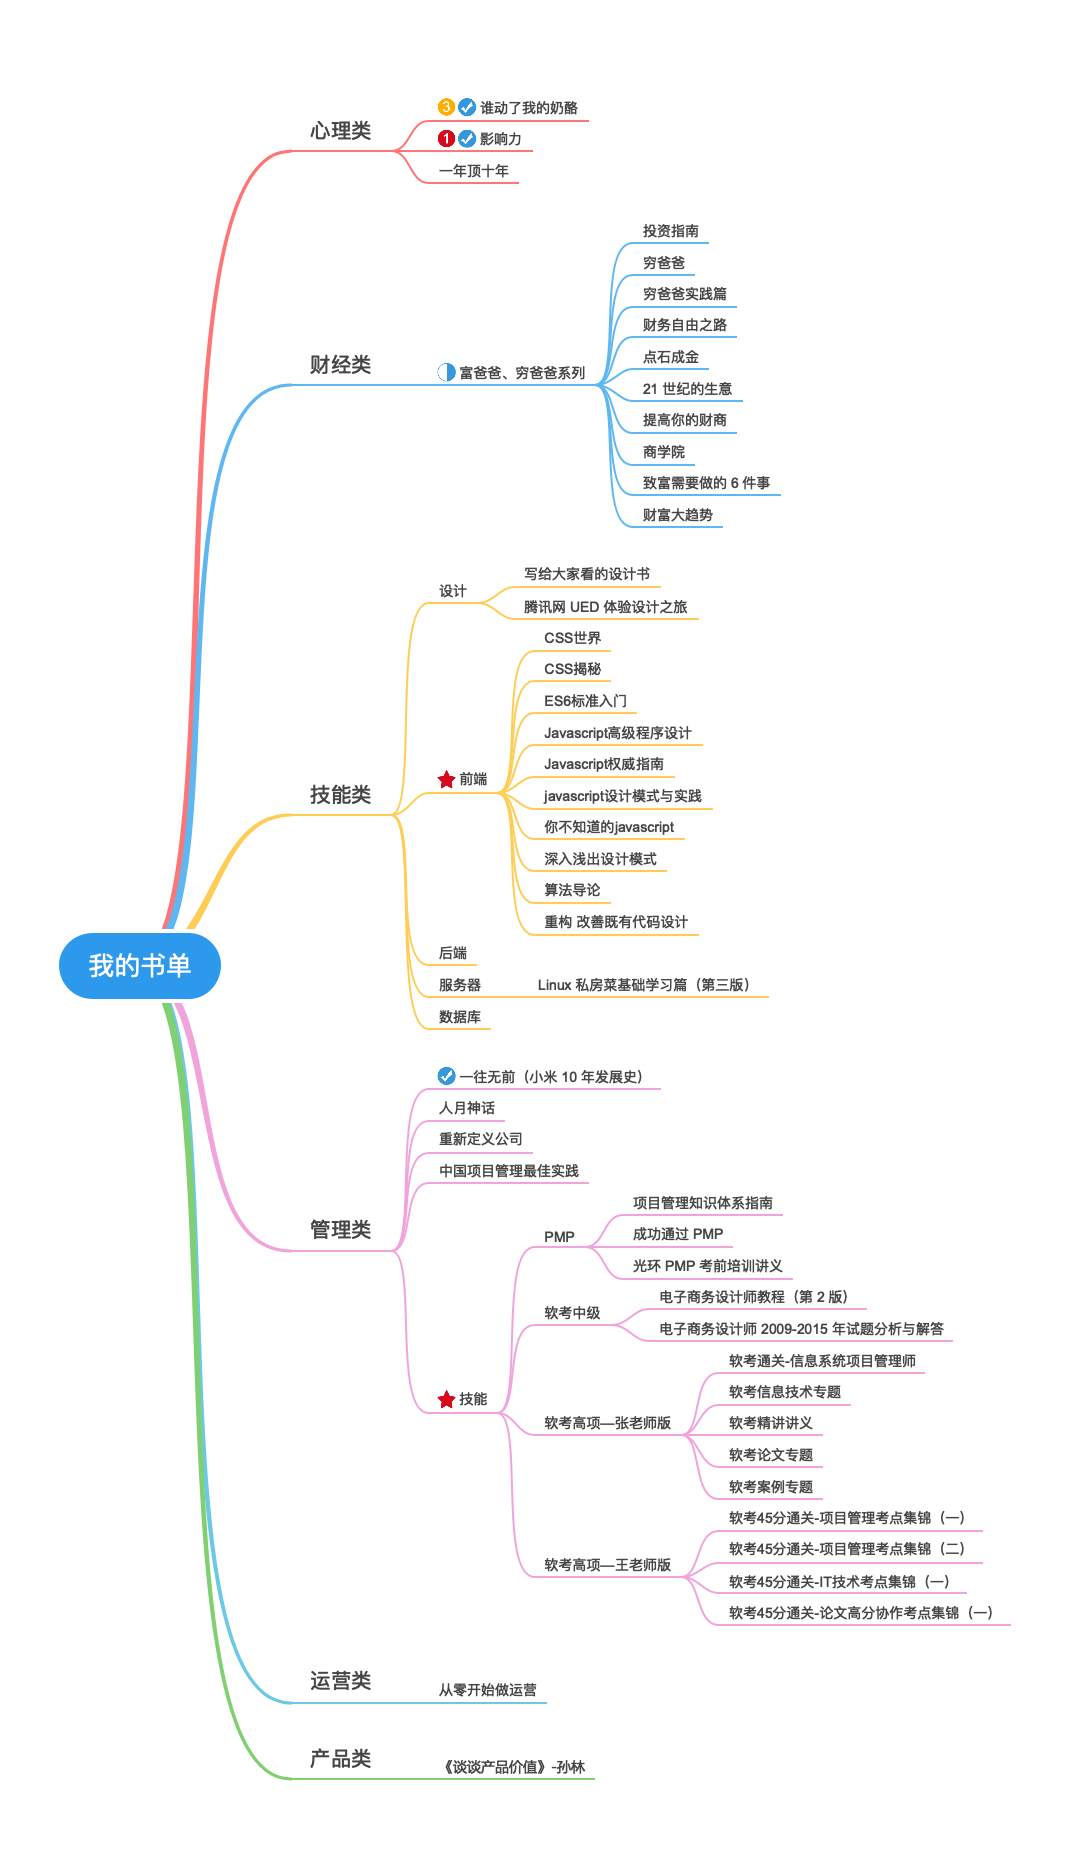 心理类
3 谁动了我的奶酪
1 影响力
一年顶十年
财经类
富爸爸、穷爸爸系列
投资指南
穷爸爸
穷爸爸实践篇
财务自由之路
点石成金
21 世纪的生意
提高你的财商
商学院
致富需要做的 6 件事
财富大趋势
技能类
设计
写给大家看的设计书
腾讯网 UED 体验设计之旅
前端
CSS世界
CSS揭秘
ES6标准入门
Javascript高级程序设计
Javascript权威指南
javascript设计模式与实践
你不知道的javascript
深入浅出设计模式
算法导论
重构 改善既有代码设计
后端
服务器
Linux 私房菜基础学习篇（第三版）
数据库
我的书单
管理类
一往无前（小米 10 年发展史）
人月神话
重新定义公司
中国项目管理最佳实践
技能
PMP
项目管理知识体系指南
成功通过 PMP
光环 PMP 考前培训讲义
软考中级
电子商务设计师教程（第 2 版）
电子商务设计师 2009-2015 年试题分析与解答
软考高项—张老师版
软考通关-信息系统项目管理师
软考信息技术专题
软考精讲讲义
软考论文专题
软考案例专题
软考高项—王老师版
软考45分通关-项目管理考点集锦（一）
软考45分通关-项目管理考点集锦（二）
软考45分通关-IT技术考点集锦（一）
软考45分通关-论文高分协作考点集锦（一）
运营类
从零开始做运营
产品类
《谈谈产品价值》-孙林